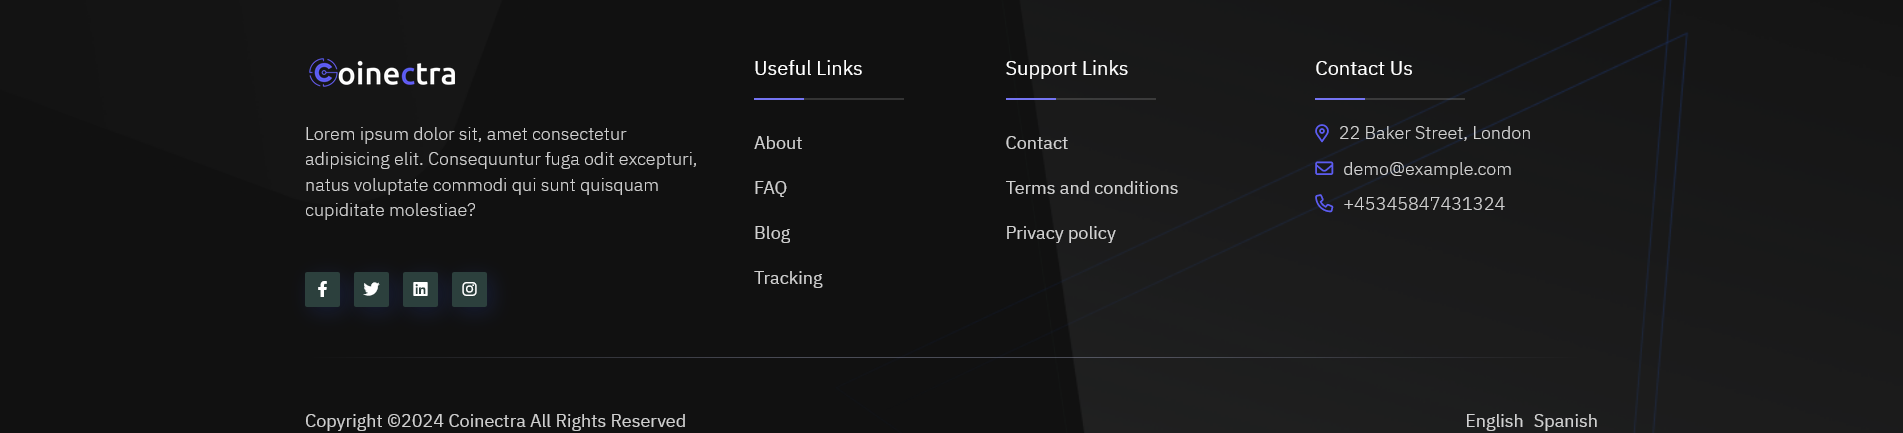 Coinectra
Lorem ipsum dolor sit, amet consectetur
adipisicing elit. Consequuntur fuga odit excepturi,
natus voluptate commodi qui sunt quisquam
cupiditate molestiae?
Useful Links
About
FAQ
Blog
Tracking
Support Links
Contact
Terms and conditions
Privacy policy
Contact Us
22 Baker Street, London
demo@example.com
+45345847431324
Copyright ©2024 Coinectra All Rights Reserved
English Spanish